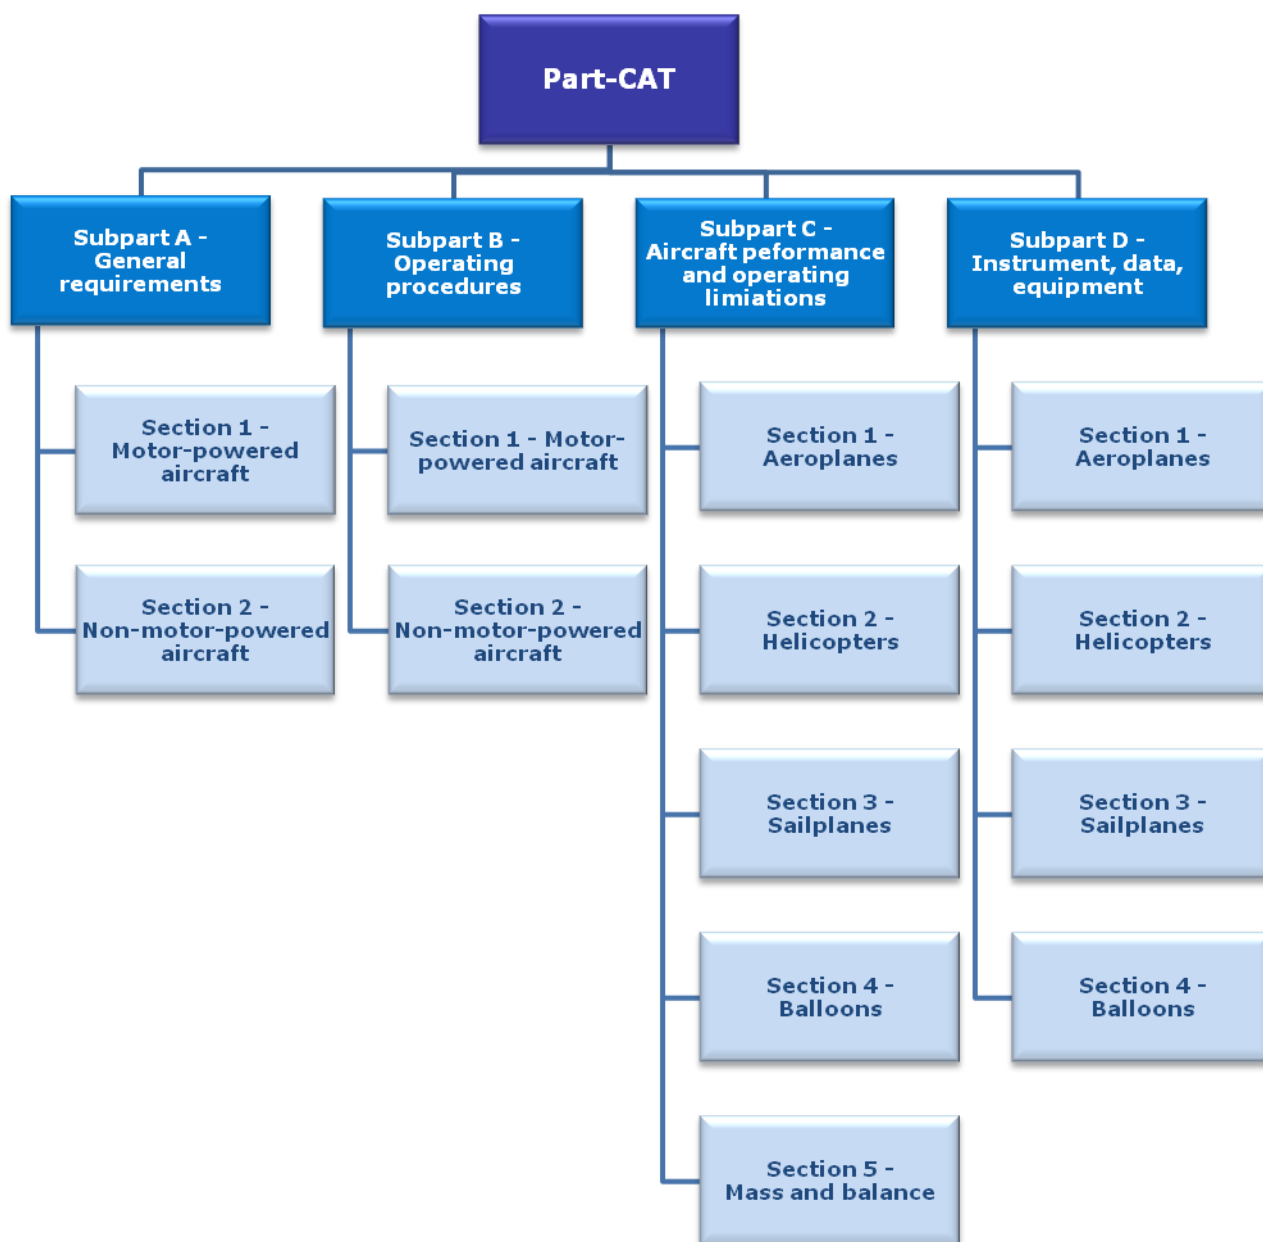 Part-CAT
Subpart A -
General
requirements
Section 1 -
Motor-powered
aircraft
Section 2 -
Non-motor-powered
aircraft
Subpart B -
Operating
procedures
Section 1 - Motor-
powered aircraft
Section 2 -
Non-motor-powered
aircraft
Subpart C -
Aircraft peformance
and operating
limiations
Section 1 -
Aeroplanes
Section 2 -
Helicopters
Section 3 -
Sailplanes
Section 4 -
Balloons
Section 5 -
Mass and balance
Subpart D -
Instrument, data,
equipment
Section 1 -
Aeroplanes
Section 2 -
Helicopters
Section 3 -
Sailplanes
Section 4 -
Balloons